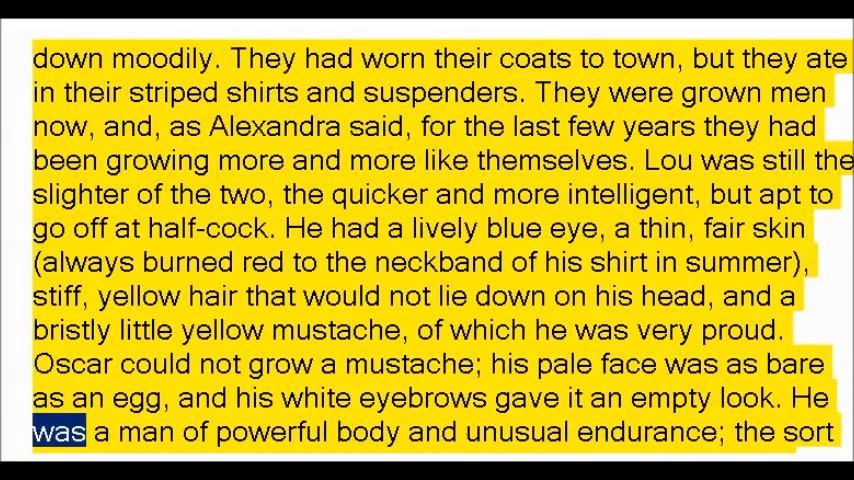 down moodily. They had worn their coats to town, but they ate
in their striped shirts and suspenders. They were grown men
now, and, as Alexandra said, for the last few years they had
been growing more and more like themselves. Lou was still the
slighter of the two, the quicker and more intelligent, but apt to
go off at half-cock. He had a lively blue eye, a thin, fair skin
(always burned red to the neckband of his shirt in summer),
stiff, yellow hair that would not lie down on his head, and a
bristly little yellow mustache, of which he was very proud.
Oscar could not grow a mustache; his pale face was as bare
as an egg, and his white eyebrows gave it an empty look. He
was a man of powerful body and unusual endurance; the sort